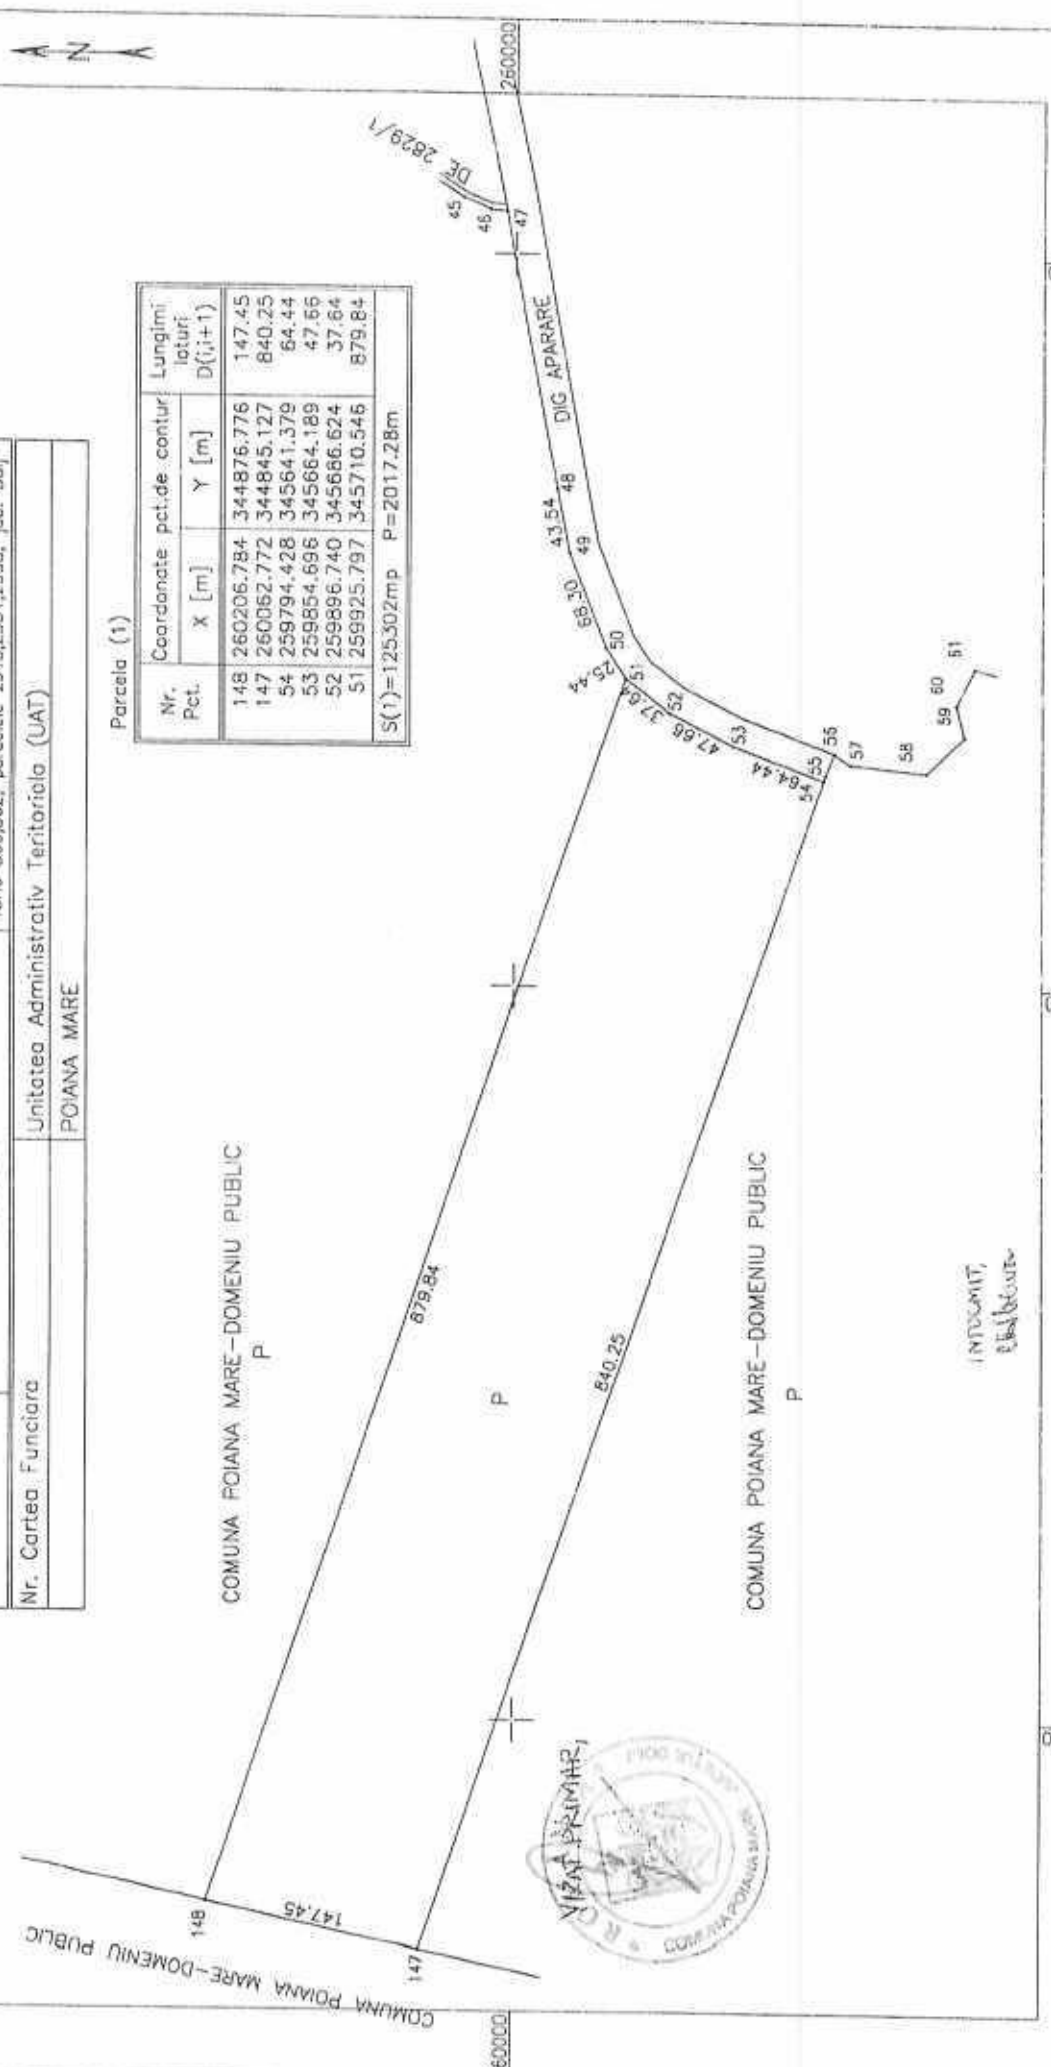 Nr. Cartea Funciara
Unitatea Administrativ Teritoriala (UAT)
POIANA MARE
Parcela (1)
Nr. Pct. Coordonate pct.de contur Lungimi laturi D(i,i+1)
X [m] Y [m]
148 260206.784 344876.776 147.45
147 260062.772 344845.127 840.25
54 259794.428 345641.379 64.44
53 259854.696 345664.189 47.66
52 259896.740 345686.624 37.64
51 259925.797 345710.546 879.84
S(1)=125302mp P=2017.28m
N
260000
DE 2829/1
45
46
47
DIG APARARE
48
43.54
49
68.30
50
25.44
51
37.64
52
47.66
53
64.44
54
55
56
57
58
59
60
61
COMUNA POIANA MARE-DOMENIU PUBLIC
P
879.84
P
840.25
COMUNA POIANA MARE-DOMENIU PUBLIC
P
148
147.45
147
COMUNA POIANA MARE-DOMENIU PUBLIC
60000
VIZAT PRIMAR,
COMUNA POIANA MARE
INTOCMIT,